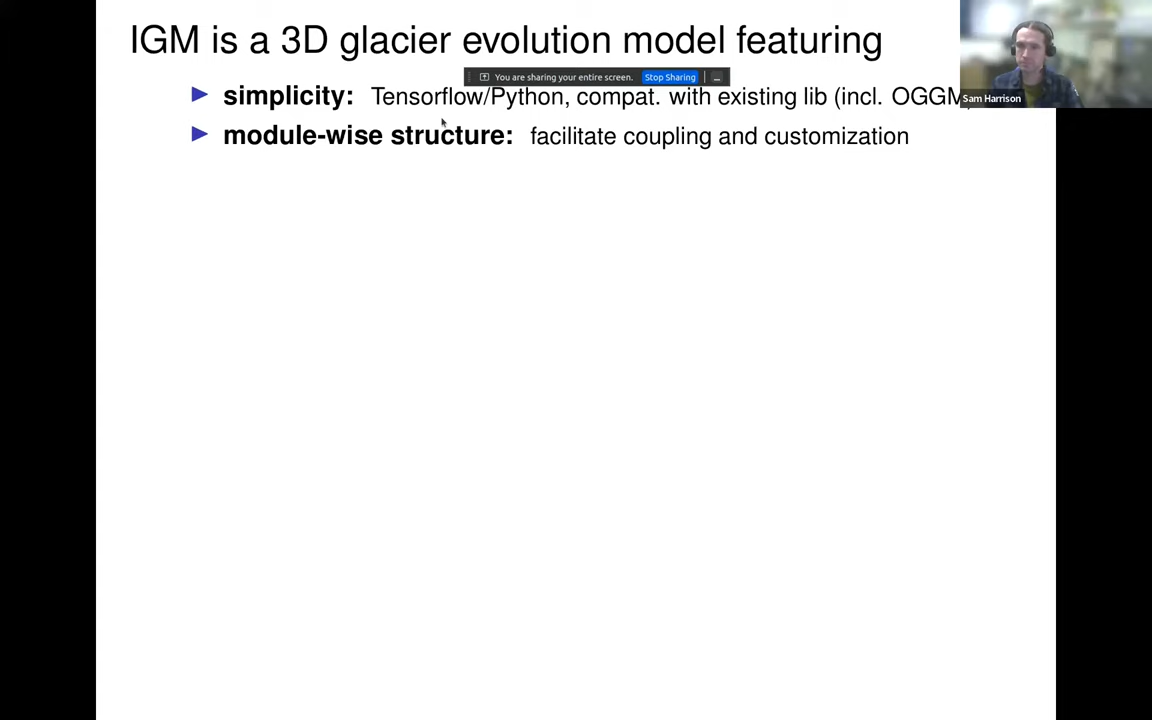 IGM is a 3D glacier evolution model featuring
You are sharing your entire screen. Stop Sharing
simplicity: Tensorflow/Python, compat. with existing lib (incl. OGGM)
Sam Harrison
module-wise structure: facilitate coupling and customization